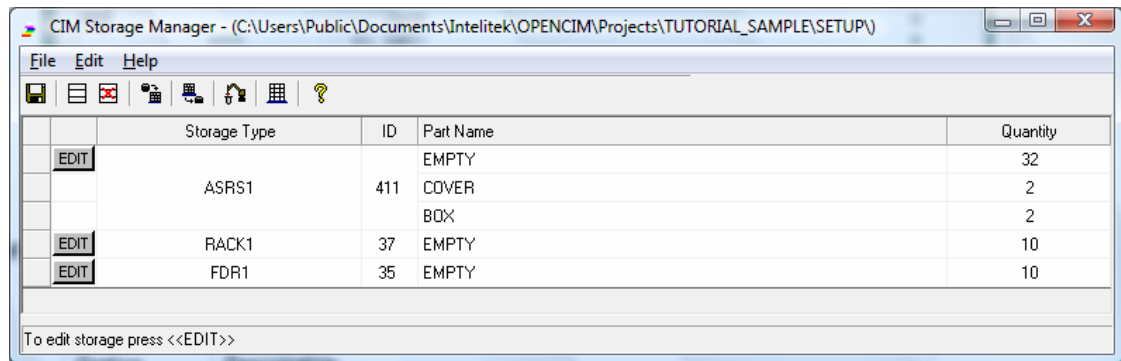 CIM Storage Manager - (C:\Users\Public\Documents\Intelitek\OPENCIM\Projects\TUTORIAL_SAMPLE\SETUP\)
File Edit Help
Storage Type ID Part Name Quantity
EDIT EMPTY 32
ASRS1 411 COVER 2
BOX 2
EDIT RACK1 37 EMPTY 10
EDIT FDR1 35 EMPTY 10
To edit storage press <<EDIT>>